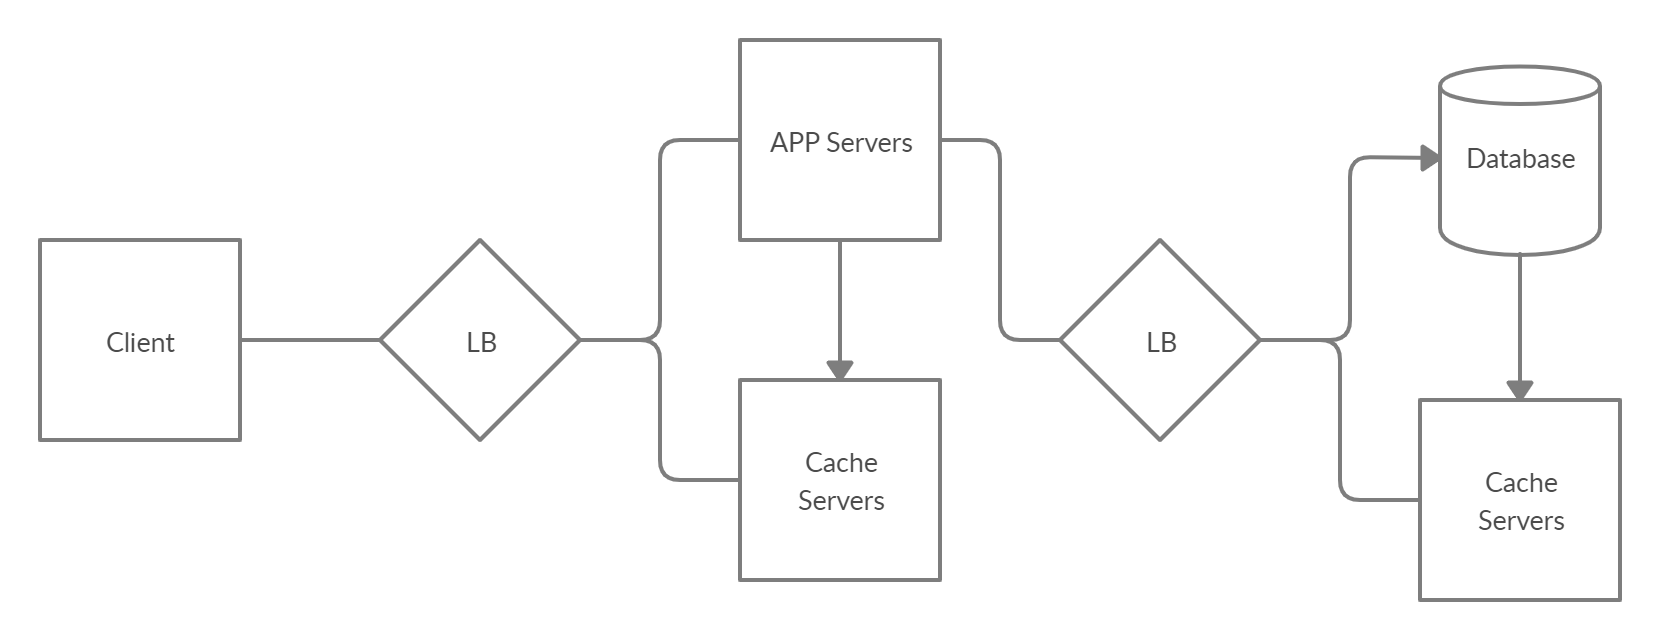 Client
LB
APP Servers
Cache
Servers
LB
Database
Cache
Servers